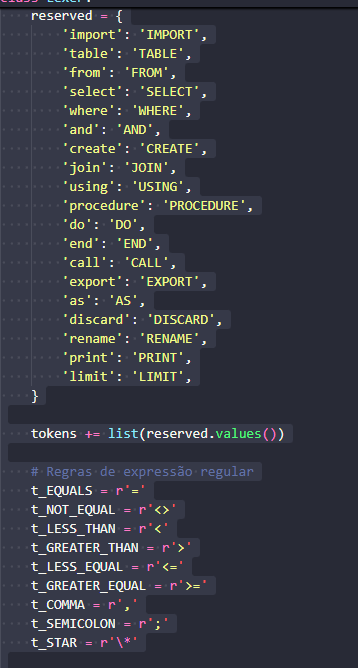 class Lexer:
reserved = {
'import': 'IMPORT',
'table': 'TABLE',
'from': 'FROM',
'select': 'SELECT',
'where': 'WHERE',
'and': 'AND',
'create': 'CREATE',
'join': 'JOIN',
'using': 'USING',
'procedure': 'PROCEDURE',
'do': 'DO',
'end': 'END',
'call': 'CALL',
'export': 'EXPORT',
'as': 'AS',
'discard': 'DISCARD',
'rename': 'RENAME',
'print': 'PRINT',
'limit': 'LIMIT',
}
tokens += list(reserved.values())
# Regras de expressão regular
t_EQUALS = r'='
t_NOT_EQUAL = r'<>'
t_LESS_THAN = r'<'
t_GREATER_THAN = r'>'
t_LESS_EQUAL = r'<='
t_GREATER_EQUAL = r'>='
t_COMMA = r','
t_SEMICOLON = r';'
t_STAR = r'\*'